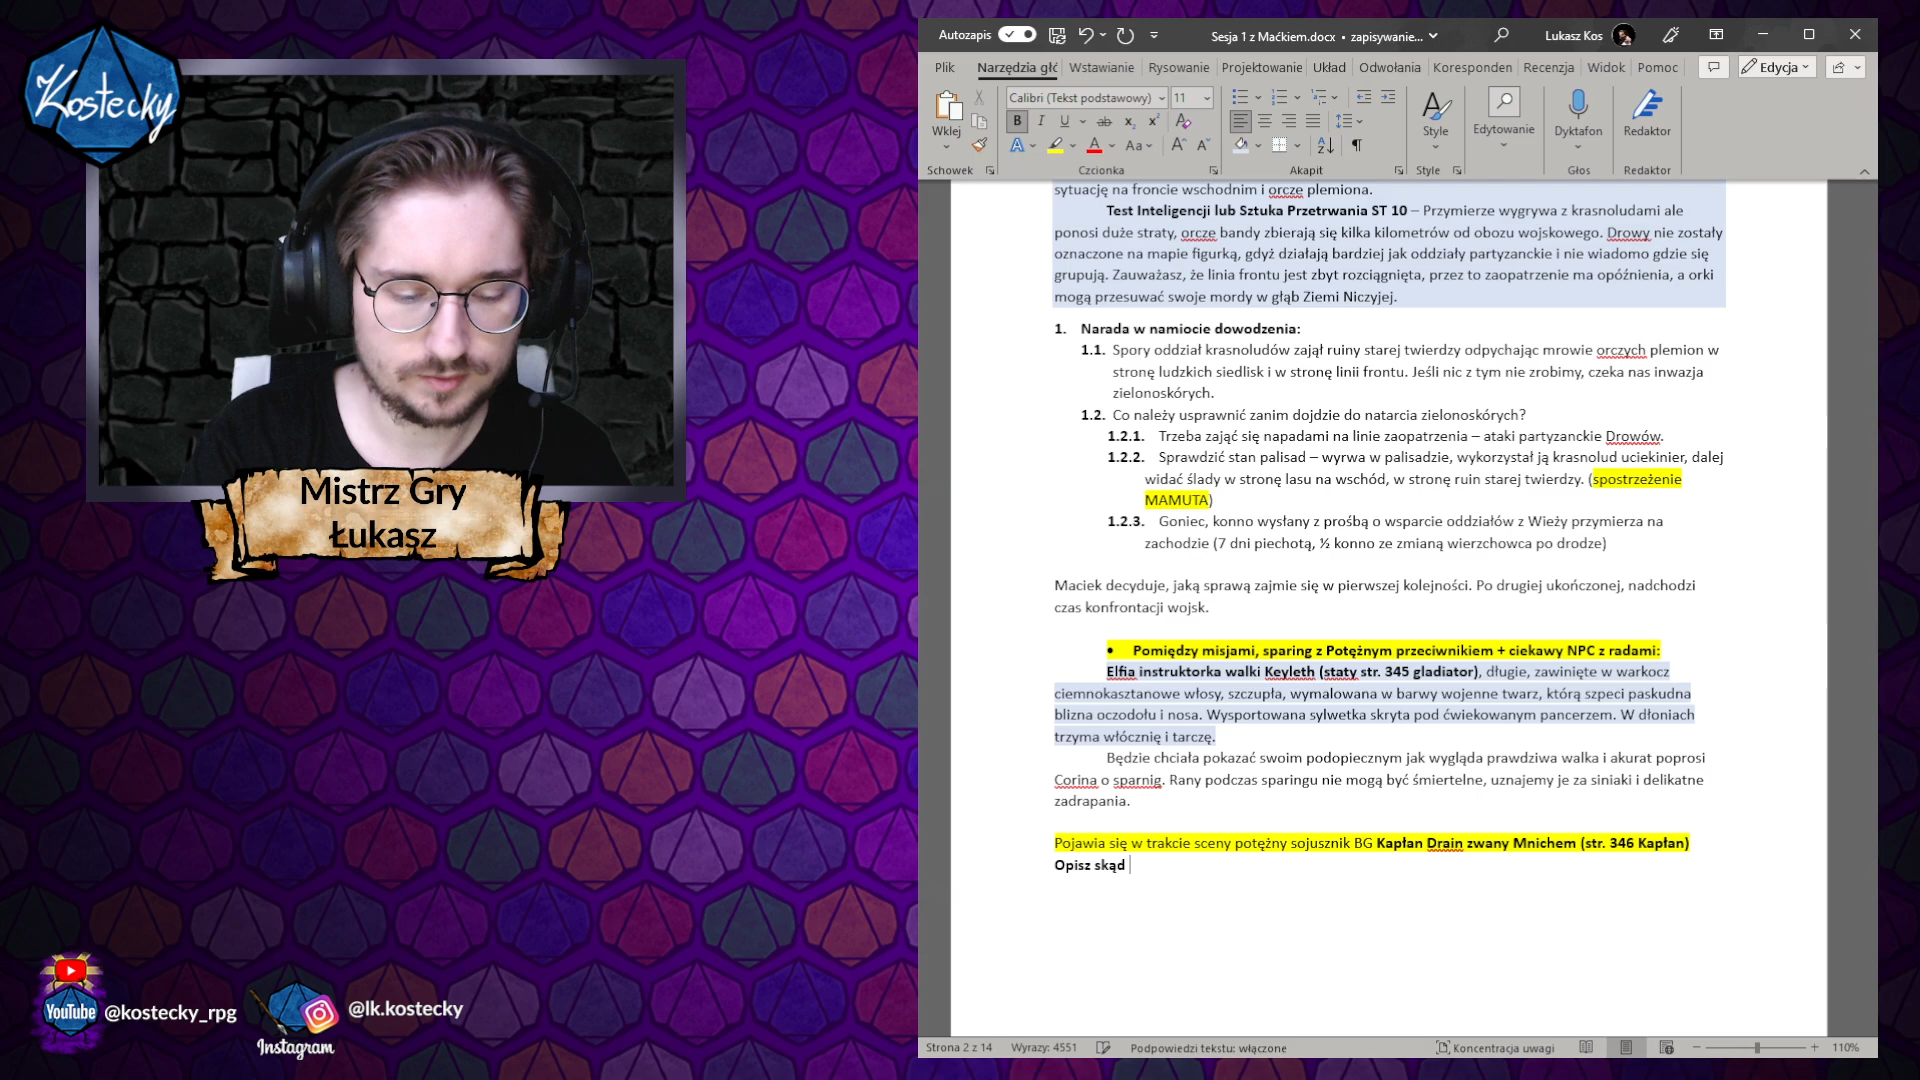 Kostecky
Mistrz Gry
Łukasz
YouTube
@kostecky_rpg
Instagram
@lk.kostecky
Autozapis
Sesja 1 z Maćkiem.docx • zapisywanie...
Lukasz Kos
Plik
Narzędzia głó
Wstawianie
Rysowanie
Projektowanie
Układ
Odwołania
Koresponden
Recenzja
Widok
Pomoc
Edycja
Wklej
Calibri (Tekst podstawowy)
11
Style
Edytowanie
Dyktafon
Redaktor
Schowek
Czcionka
Akapit
Style
Głos
Redaktor
sytuację na froncie wschodnim i orcze plemiona.
Test Inteligencji lub Sztuka Przetrwania ST 10 – Przymierze wygrywa z krasnoludami ale
ponosi duże straty, orcze bandy zbierają się kilka kilometrów od obozu wojskowego. Drowy nie zostały
oznaczone na mapie figurką, gdyż działają bardziej jak oddziały partyzanckie i nie wiadomo gdzie się
grupują. Zauważasz, że linia frontu jest zbyt rozciągnięta, przez to zaopatrzenie ma opóźnienia, a orki
mogą przesuwać swoje mordy w głąb Ziemi Niczyjej.
1. Narada w namiocie dowodzenia:
1.1. Spory oddział krasnoludów zajął ruiny starej twierdzy odpychając mrowie orczych plemion w
stronę ludzkich siedlisk i w stronę linii frontu. Jeśli nic z tym nie zrobimy, czeka nas inwazja
zielonoskórych.
1.2. Co należy usprawnić zanim dojdzie do natarcia zielonoskórych?
1.2.1. Trzeba zająć się napadami na linie zaopatrzenia – ataki partyzanckie Drowów.
1.2.2. Sprawdzić stan palisad – wyrwa w palisadzie, wykorzystał ją krasnolud uciekinier, dalej
widać ślady w stronę lasu na wschód, w stronę ruin starej twierdzy. (spostrzeżenie
MAMUTA)
1.2.3. Goniec, konno wysłany z prośbą o wsparcie oddziałów z Wieży przymierza na
zachodzie (7 dni piechotą, ½ konno ze zmianą wierzchowca po drodze)
Maciek decyduje, jaką sprawą zajmie się w pierwszej kolejności. Po drugiej ukończonej, nadchodzi
czas konfrontacji wojsk.
• Pomiędzy misjami, sparing z Potężnym przeciwnikiem + ciekawy NPC z radami:
Elfia instruktorka walki Keyleth (staty str. 345 gladiator), długie, zawinięte w warkocz
ciemnokasztanowe włosy, szczupła, wymalowana w barwy wojenne twarz, którą szpeci paskudna
blizna oczodołu i nosa. Wysportowana sylwetka skryta pod ćwiekowanym pancerzem. W dłoniach
trzyma włócznię i tarczę.
Będzie chciała pokazać swoim podopiecznym jak wygląda prawdziwa walka i akurat poprosi
Corina o sparnig. Rany podczas sparingu nie mogą być śmiertelne, uznajemy je za siniaki i delikatne
zadrapania.
Pojawia się w trakcie sceny potężny sojusznik BG Kapłan Drain zwany Mnichem (str. 346 Kapłan)
Opisz skąd
Strona 2 z 14
Wyrazy: 4551
Podpowiedzi tekstu: włączone
Koncentracja uwagi
110%